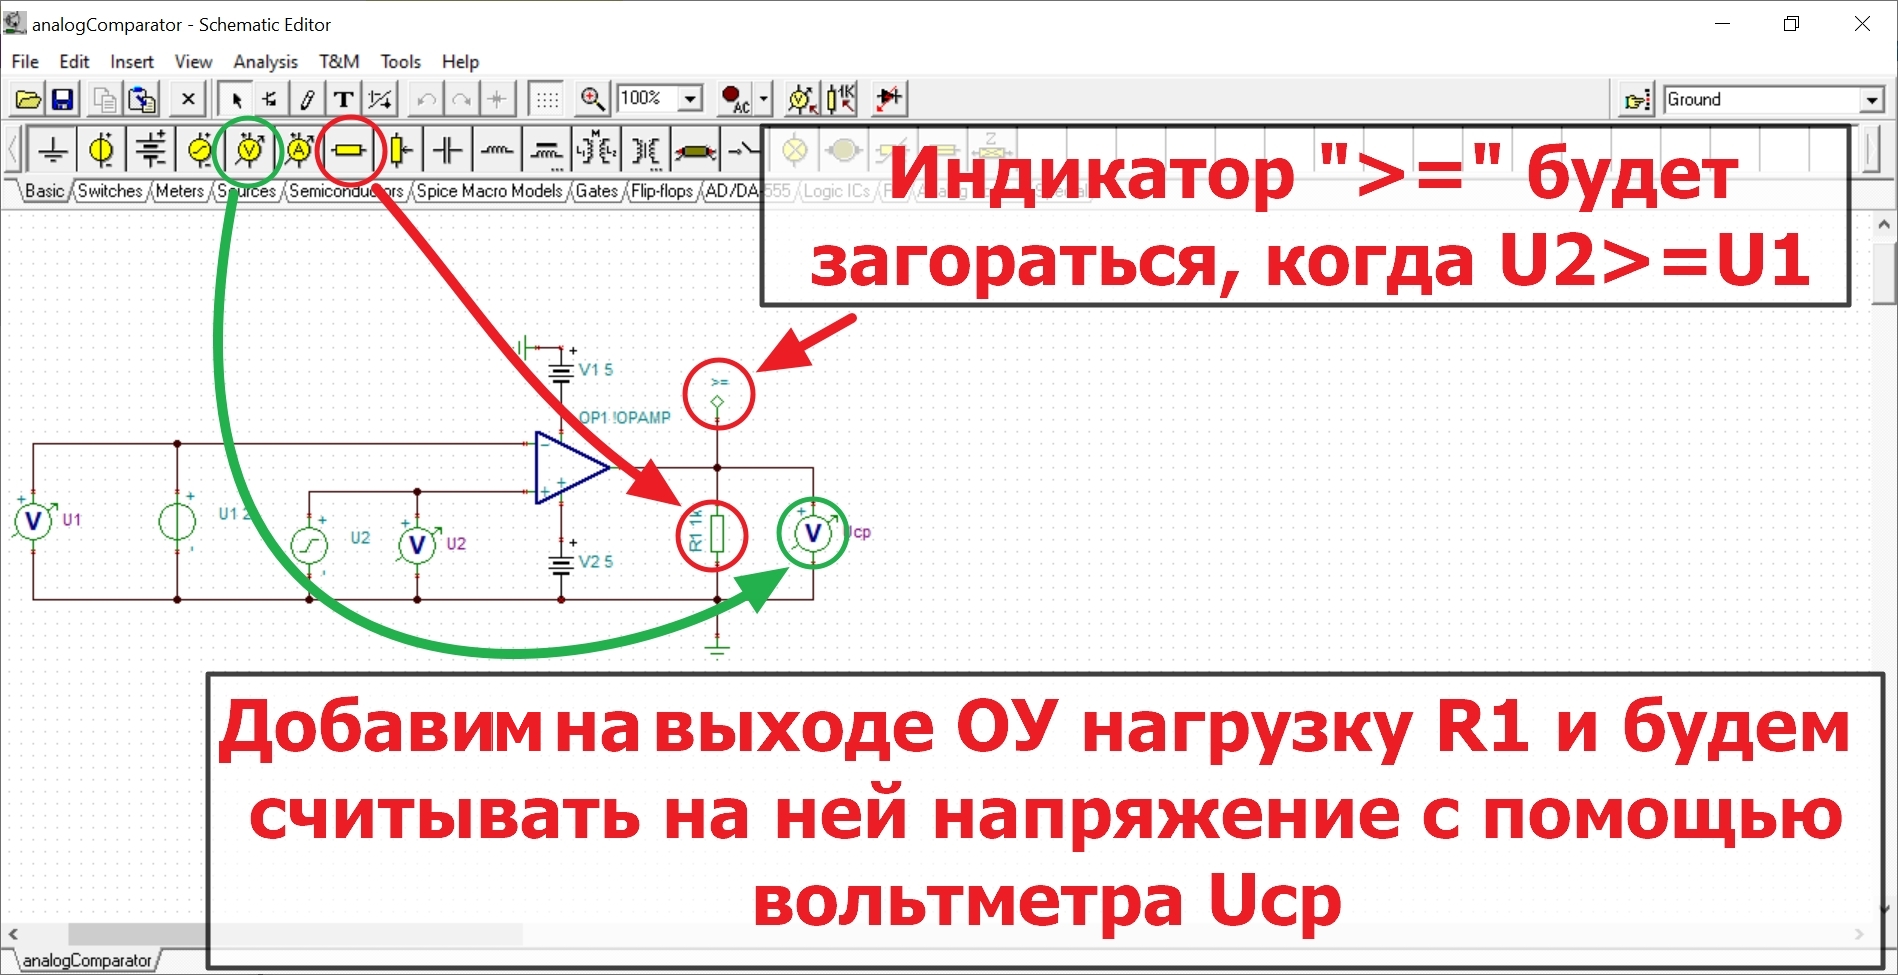 analogComparator - Schematic Editor
File Edit Insert View Analysis T&M Tools Help
T 100% AC 1K Ground
Basic Switches Meters Sources Semiconductors Spice Macro Models Gates Flip-flops AD/DA-555 Logic ICs
Индикатор ">=" будет
загораться, когда U2>=U1
V1 5
>=
OP1 !OPAMP
V U1
U1 2
U2
V U2
V2 5
R1 1k
V Ucp
Добавим на выходе ОУ нагрузку R1 и будем
считывать на ней напряжение с помощью
вольтметра Ucp
analogComparator